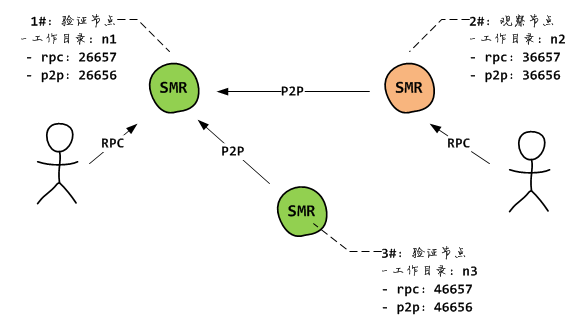 1#: 验证节点
- 工作目录: n1
- rpc: 26657
- p2p: 26656
2#: 观察节点
- 工作目录: n2
- rpc: 36657
- p2p: 36656
SMR
P2P
SMR
RPC
P2P
RPC
SMR
3#: 验证节点
- 工作目录: n3
- rpc: 46657
- p2p: 46656